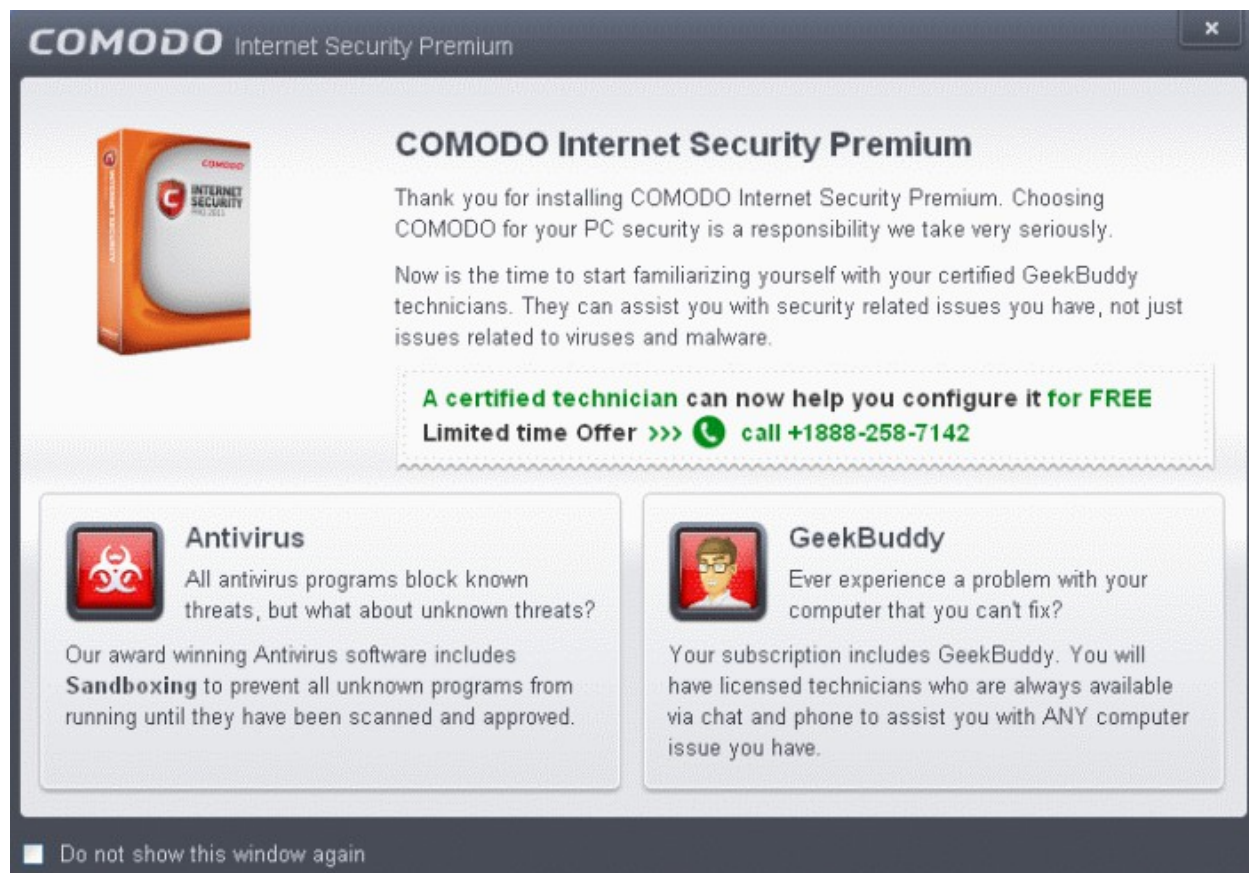 COMODO Internet Security Premium
x
COMODO
INTERNET
SECURITY
PRO 2011
COMODO Internet Security Premium
Thank you for installing COMODO Internet Security Premium. Choosing
COMODO for your PC security is a responsibility we take very seriously.
Now is the time to start familiarizing yourself with your certified GeekBuddy
technicians. They can assist you with security related issues you have, not just
issues related to viruses and malware.
A certified technician can now help you configure it for FREE
Limited time Offer >>> call +1888-258-7142
Antivirus
All antivirus programs block known
threats, but what about unknown threats?
Our award winning Antivirus software includes
Sandboxing to prevent all unknown programs from
running until they have been scanned and approved.
GeekBuddy
Ever experience a problem with your
computer that you can't fix?
Your subscription includes GeekBuddy. You will
have licensed technicians who are always available
via chat and phone to assist you with ANY computer
issue you have.
Do not show this window again